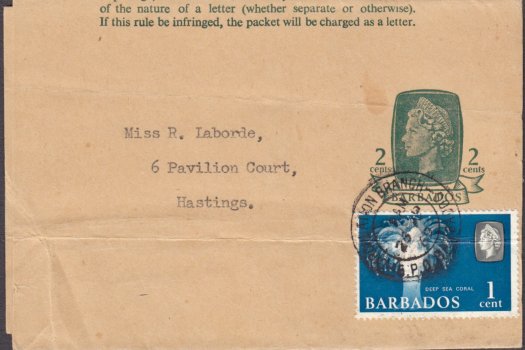 of the nature of a letter (whether separate or otherwise).
If this rule be infringed, the packet will be charged as a letter.
Miss R. Laborde,
6 Pavilion Court,
Hastings.
2 2
cents cents
BARBADOS
BRANCH
G.P.O.
DEEP SEA CORAL
BARBADOS
1
cent